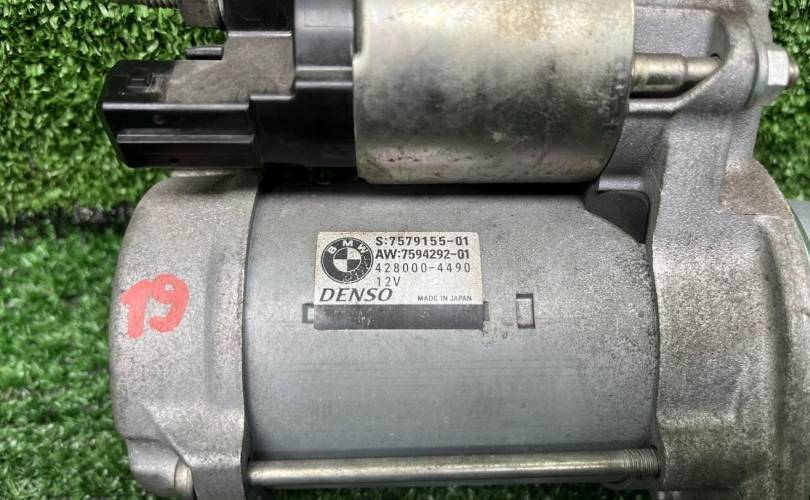 BMW
S:7579155-01
AW:7594292-01
428000-4490
12V
DENSO
MADE IN JAPAN
19